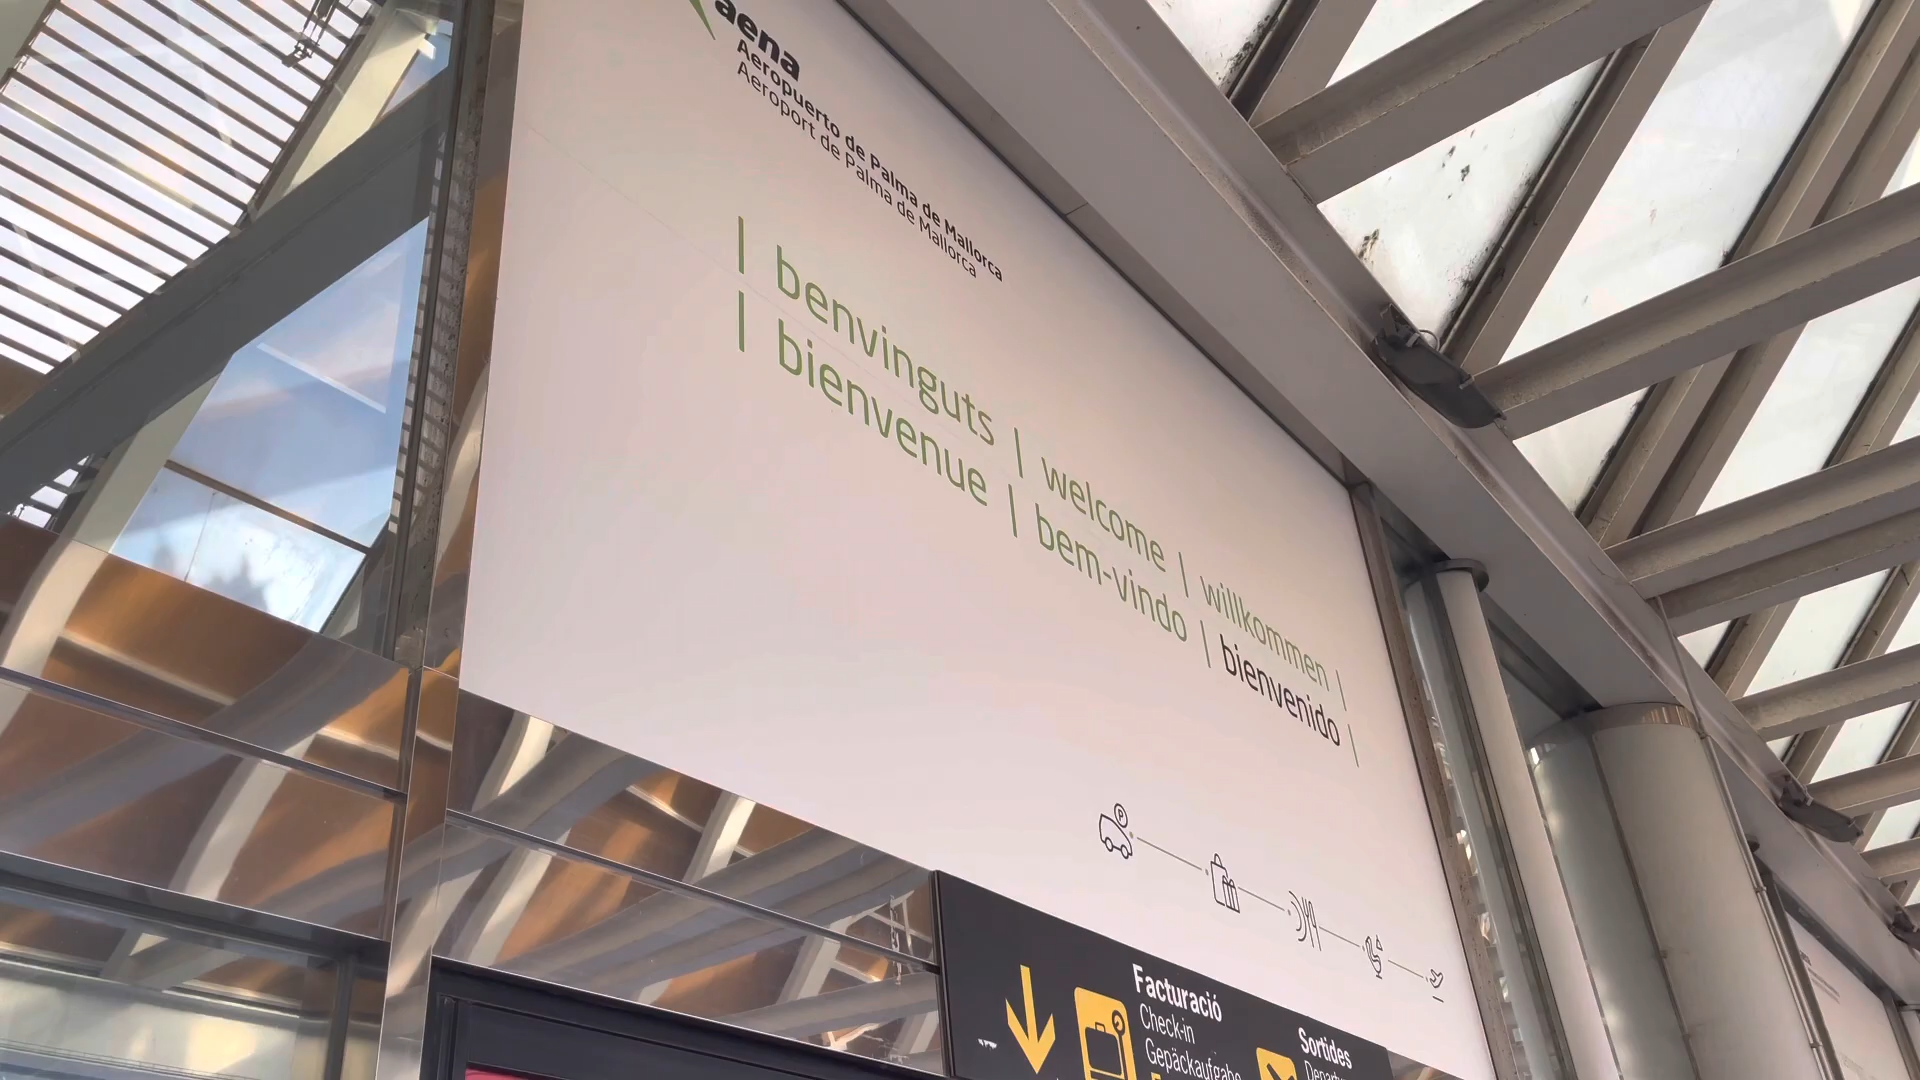 aena
Aeropuerto de Palma de Mallorca
Aeroport de Palma de Mallorca
| benvinguts | welcome | willkommen |
| bienvenue | bem-vindo | bienvenido |
P
Facturació
Check-in
Gepäckaufgabe
Sortides